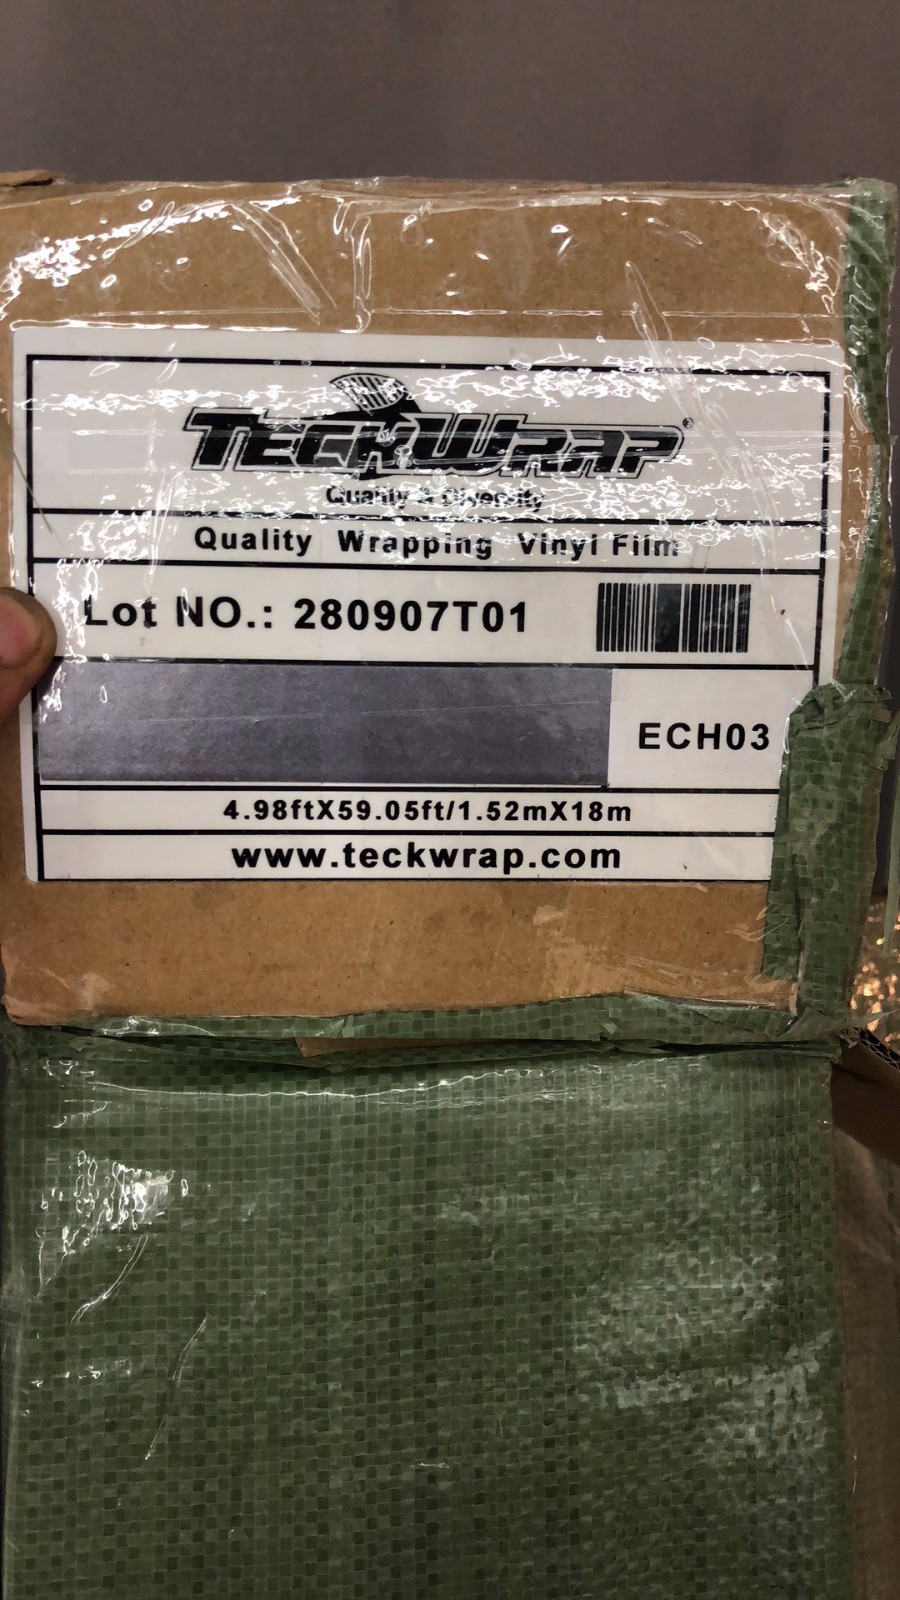 TeckWrap®
Quality & Diversity
Quality Wrapping Vinyl Film
Lot NO.: 280907T01
ECH03
4.98ftX59.05ft/1.52mX18m
www.teckwrap.com